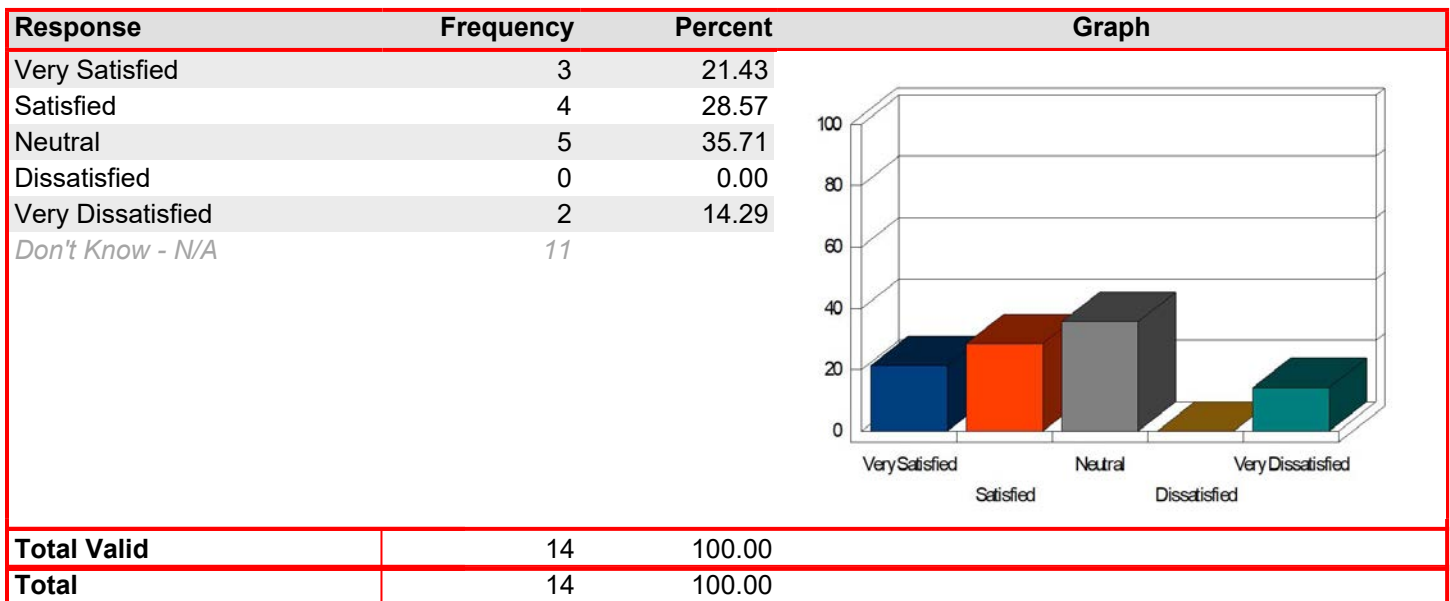 Response Frequency Percent Graph
Very Satisfied 3 21.43
Satisfied 4 28.57
Neutral 5 35.71
Dissatisfied 0 0.00
Very Dissatisfied 2 14.29
Don't Know - N/A 11
100
80
60
40
20
0
Very Satisfied Neutral Very Dissatisfied
Satisfied Dissatisfied
Total Valid 14 100.00
Total 14 100.00